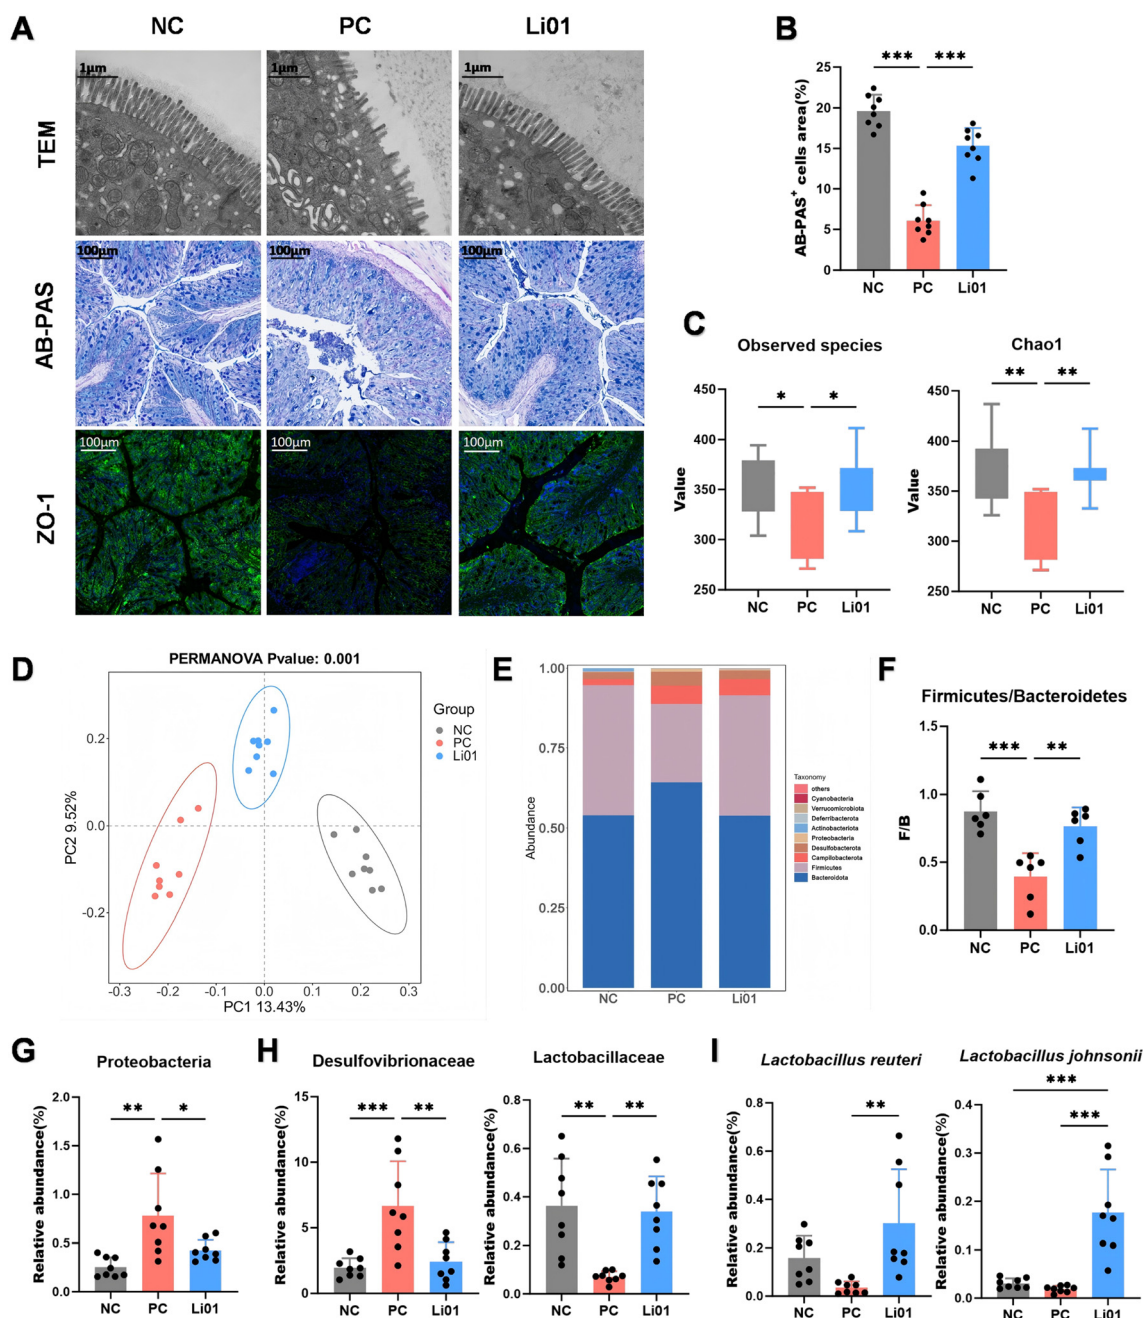 A
NC
PC
Li01
TEM
1μm
1μm
1μm
AB-PAS
100μm
100μm
100μm
ZO-1
100μm
100μm
100μm
B
*** ***
AB-PAS+ cells area(%)
25
20
15
10
5
0
NC PC Li01
C
Observed species
* *
Value
450
400
350
300
250
NC PC Li01
Chao1
** **
Value
450
400
350
300
250
NC PC Li01
D
PERMANOVA Pvalue: 0.001
PC2 9.52%
0.2
0.0
-0.2
-0.3 -0.2 -0.1 0.0 0.1 0.2 0.3
PC1 13.43%
Group
NC
PC
Li01
E
Abundance
1.00
0.75
0.50
0.25
0.00
NC PC Li01
Taxonomy
others
Cyanobacteria
Verrucomicrobiota
Deferribacterota
Actinobacteriota
Proteobacteria
Desulfobacterota
Campilobacterota
Firmicutes
Bacteroidota
F
Firmicutes/Bacteroidetes
*** **
F/B
1.5
1.0
0.5
0.0
NC PC Li01
G
Proteobacteria
** *
Relative abundance(%)
2.0
1.5
1.0
0.5
0.0
NC PC Li01
H
Desulfovibrionaceae
*** **
Relative abundance(%)
15
10
5
0
NC PC Li01
Lactobacillaceae
** **
Relative abundance(%)
0.8
0.6
0.4
0.2
0.0
NC PC Li01
I
Lactobacillus reuteri
**
Relative abundance(%)
0.8
0.6
0.4
0.2
0.0
NC PC Li01
Lactobacillus johnsonii
***
***
Relative abundance(%)
0.4
0.3
0.2
0.1
0.0
NC PC Li01